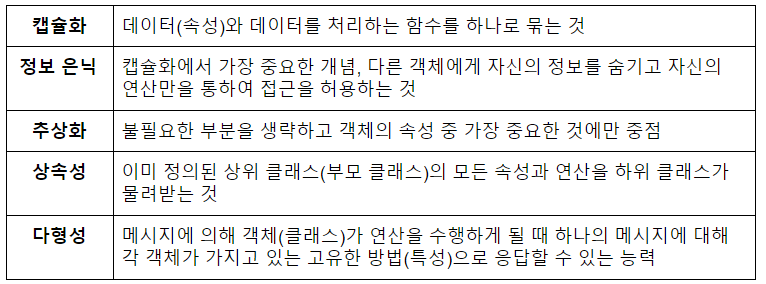 캡슐화 데이터(속성)와 데이터를 처리하는 함수를 하나로 묶는 것
정보 은닉 캡슐화에서 가장 중요한 개념, 다른 객체에게 자신의 정보를 숨기고 자신의
연산만을 통하여 접근을 허용하는 것
추상화 불필요한 부분을 생략하고 객체의 속성 중 가장 중요한 것에만 중점
상속성 이미 정의된 상위 클래스(부모 클래스)의 모든 속성과 연산을 하위 클래스가
물려받는 것
다형성 메시지에 의해 객체(클래스)가 연산을 수행하게 될 때 하나의 메시지에 대해
각 객체가 가지고 있는 고유한 방법(특성)으로 응답할 수 있는 능력